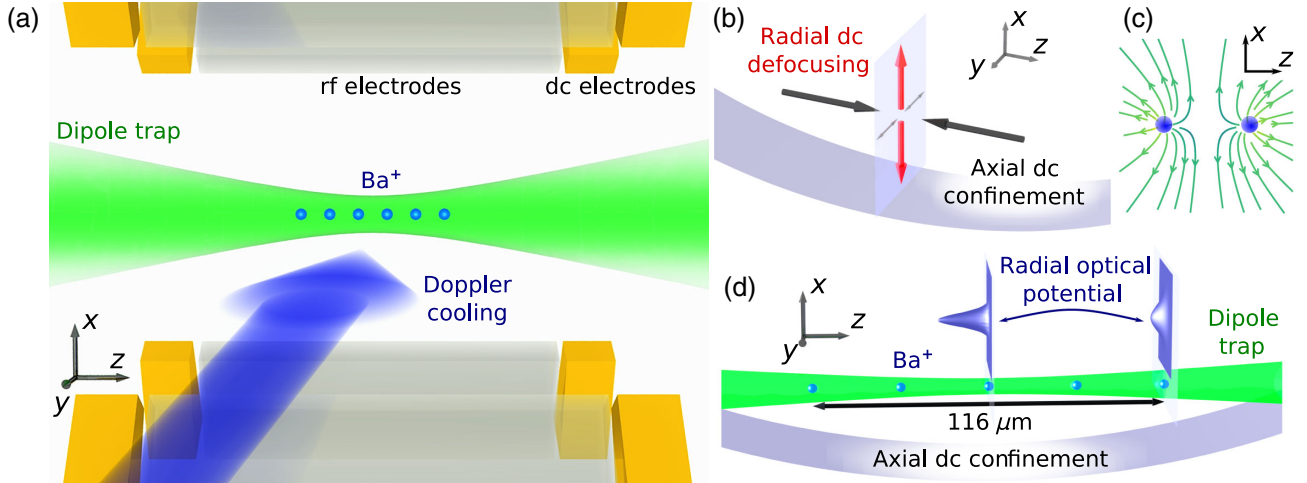 (a)
rf electrodes
dc electrodes
Dipole trap
Ba+
Doppler
cooling
x
z
y
(b)
Radial dc
defocusing
x
z
y
Axial dc
confinement
(c)
x
z
(d)
x
z
y
Radial optical
potential
Dipole
trap
Ba+
116 μm
Axial dc confinement